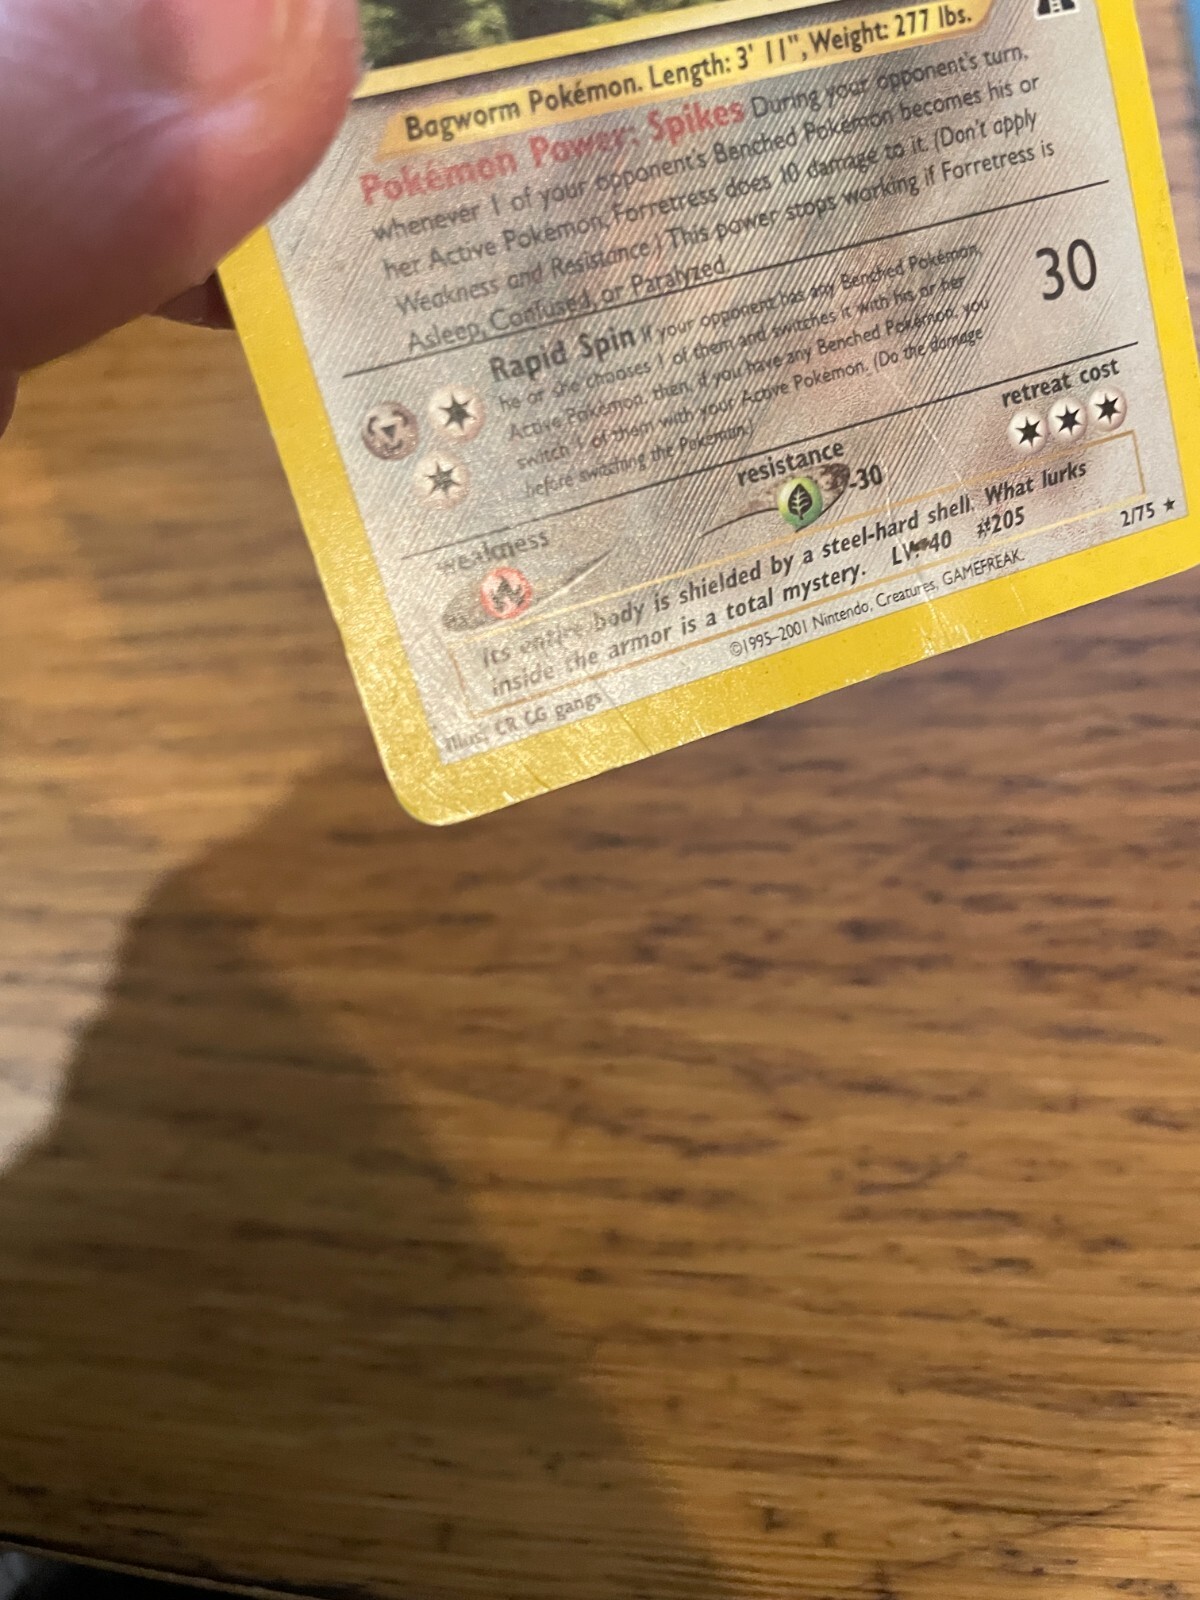 Bagworm Pokémon. Length: 3' 11", Weight: 277 lbs.
Pokémon Power: Spikes During your opponent's turn,
whenever 1 of your opponent's Benched Pokémon becomes his or
her Active Pokémon, Forretress does 10 damage to it. (Don't apply
Weakness and Resistance.) This power stops working if Forretress is
Asleep, Confused, or Paralyzed.
Rapid Spin If your opponent has any Benched Pokémon,
he or she chooses 1 of them and switches it with his or her
Active Pokémon, then, if you have any Benched Pokémon, you
switch 1 of them with your Active Pokémon. (Do the damage
before switching the Pokémon.)
30
weakness
resistance
-30
retreat cost
Its entire body is shielded by a steel-hard shell. What lurks
inside the armor is a total mystery. LV. 40 #205
Illus. CR CG gangs
©1995-2001 Nintendo, Creatures, GAMEFREAK.
2/75 ★